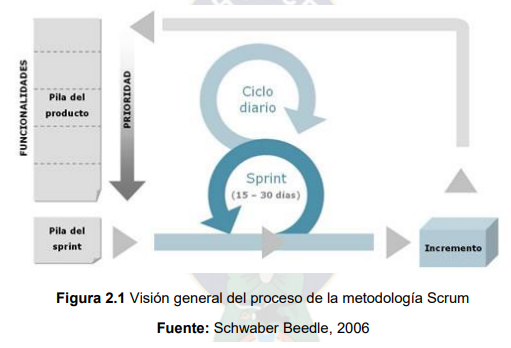 FUNCIONALIDADES
Pila del
producto
PRIORIDAD
Ciclo
diario
Sprint
(15 – 30 días)
Pila del
sprint
Incremento
Figura 2.1 Visión general del proceso de la metodología Scrum
Fuente: Schwaber Beedle, 2006